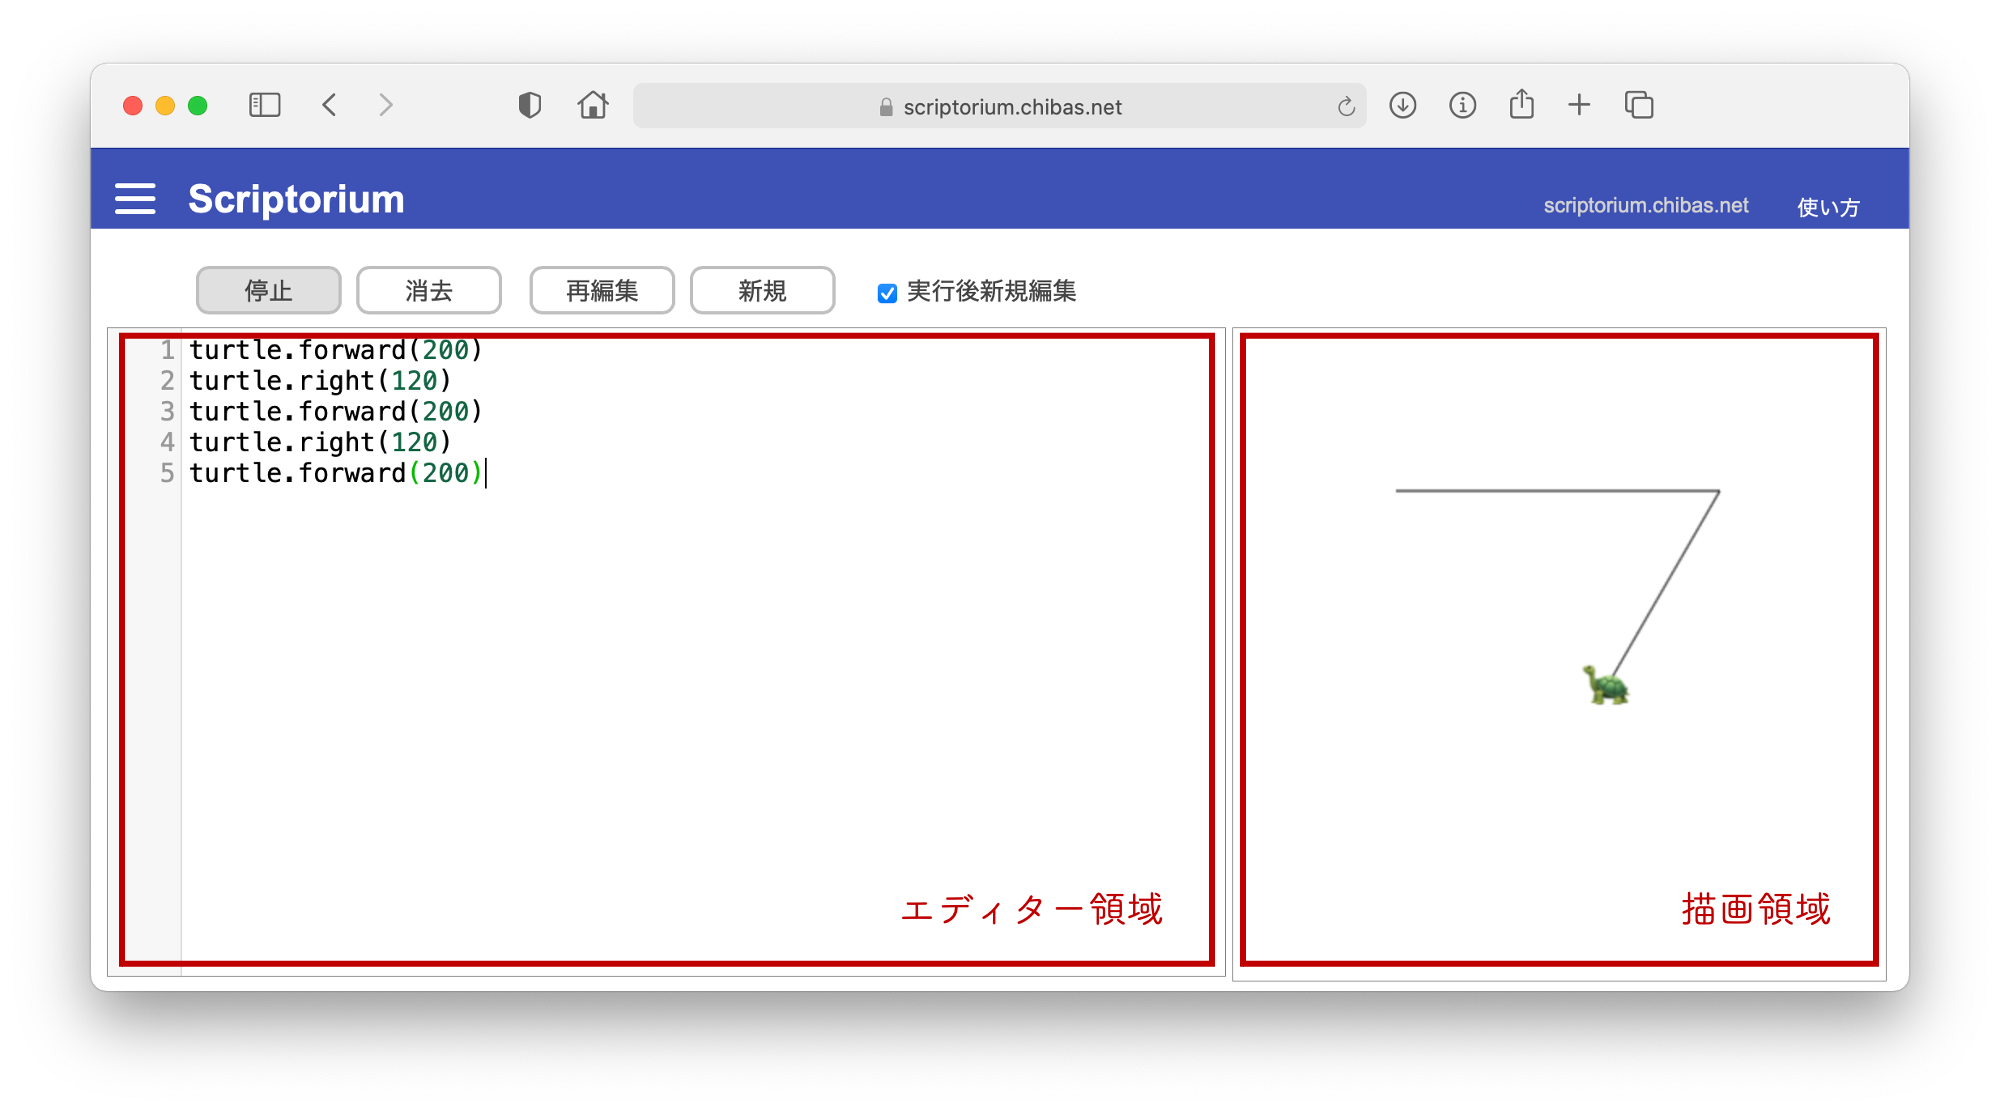 scriptorium.chibas.net
Scriptorium
scriptorium.chibas.net 使い方
停止 消去 再編集 新規 実行後新規編集
1 turtle.forward(200)
2 turtle.right(120)
3 turtle.forward(200)
4 turtle.right(120)
5 turtle.forward(200)
エディター領域
描画領域